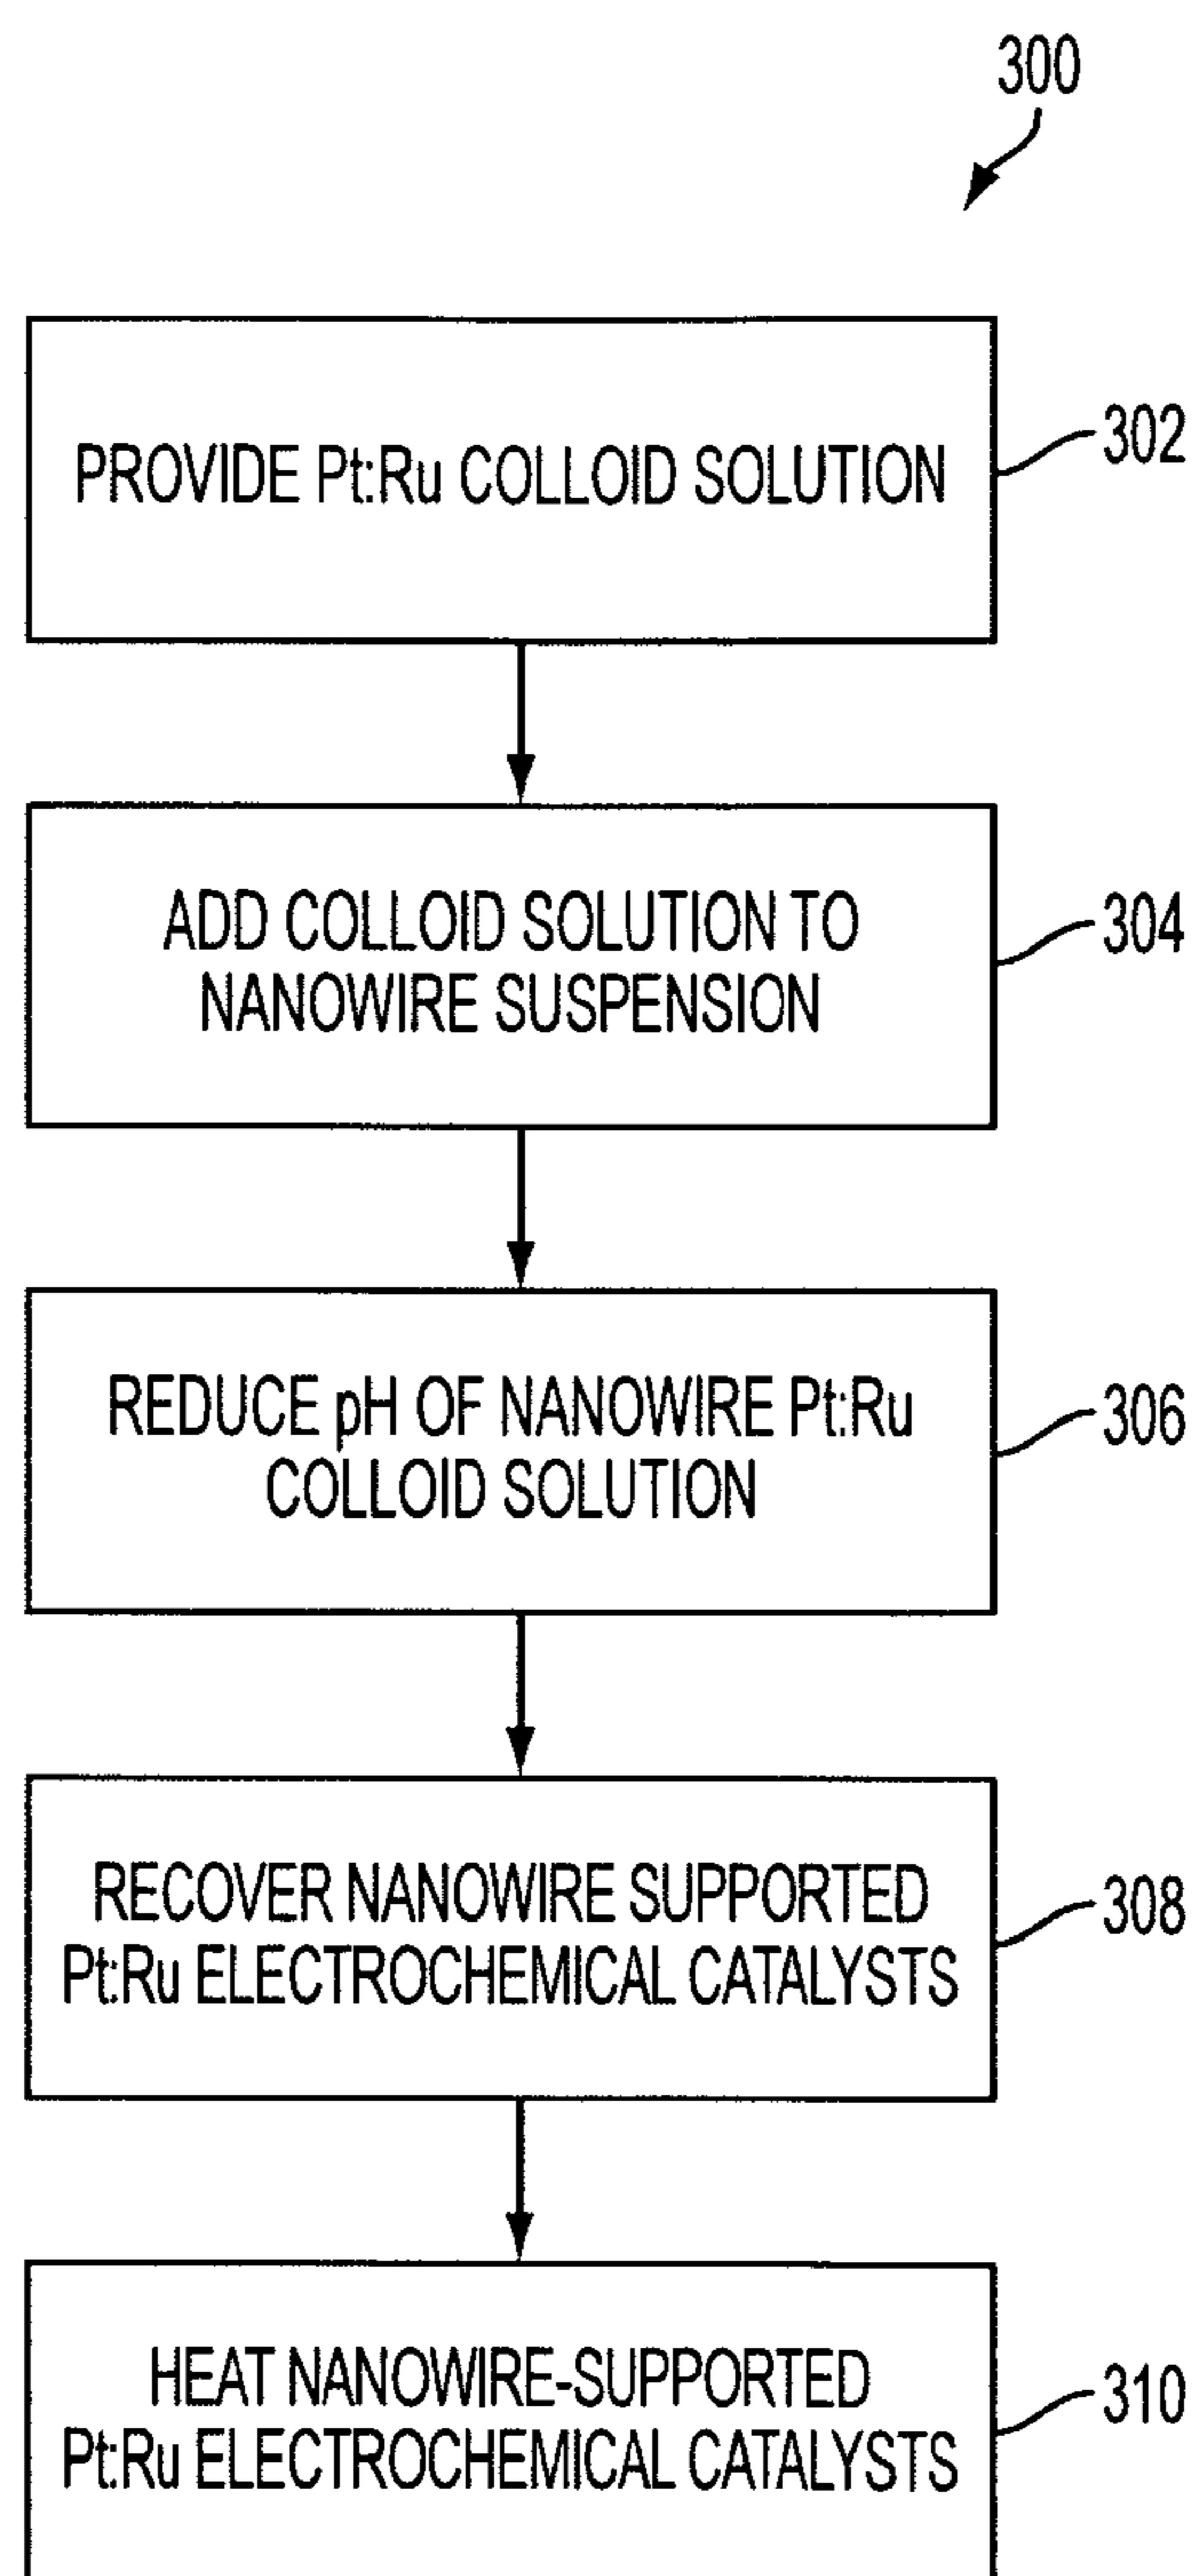 300
PROVIDE Pt:Ru COLLOID SOLUTION
302
ADD COLLOID SOLUTION TO
NANOWIRE SUSPENSION
304
REDUCE pH OF NANOWIRE Pt:Ru
COLLOID SOLUTION
306
RECOVER NANOWIRE SUPPORTED
Pt:Ru ELECTROCHEMICAL CATALYSTS
308
HEAT NANOWIRE-SUPPORTED
Pt:Ru ELECTROCHEMICAL CATALYSTS
310